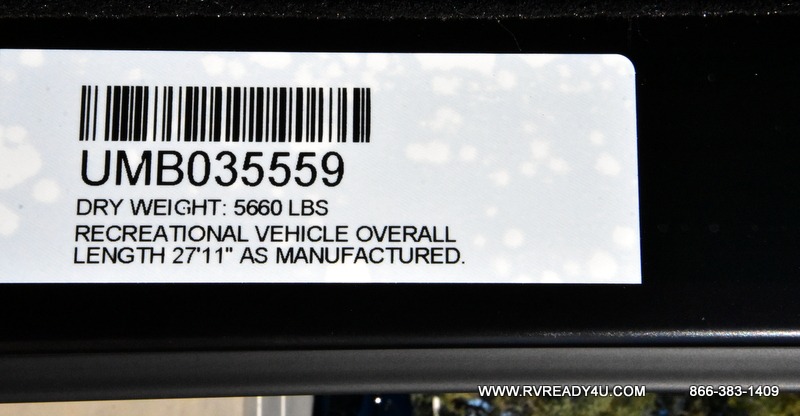 UMB035559
DRY WEIGHT: 5660 LBS
RECREATIONAL VEHICLE OVERALL
LENGTH 27'11" AS MANUFACTURED.
WWW.RVREADY4U.COM 866-383-1409